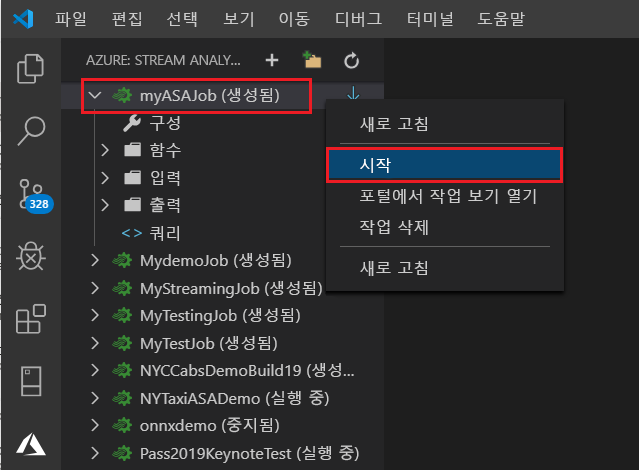 파일 편집 선택 보기 이동 디버그 터미널 도움말
AZURE: STREAM ANALY...
myASAJob (생성됨)
구성
함수
입력
출력
<> 쿼리
MydemoJob (생성됨)
MyStreamingJob (생성됨)
MyTestingJob (생성됨)
MyTestJob (생성됨)
NYCCabsDemoBuild19 (생성...
NYTaxiASADemo (실행 중)
onnxdemo (중지됨)
Pass2019KeynoteTest (실행 중)
328
새로 고침
시작
포털에서 작업 보기 열기
작업 삭제
새로 고침